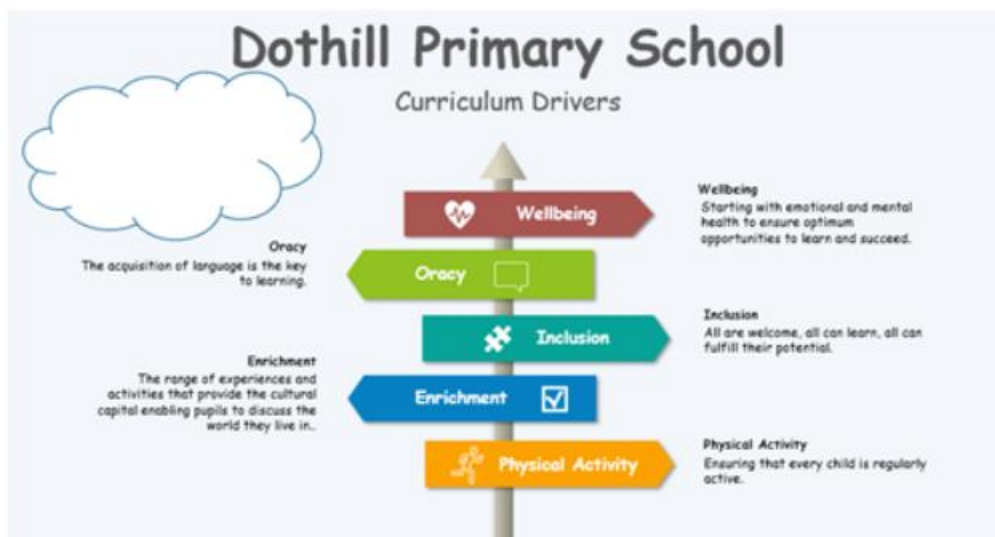 Dothill Primary School
Curriculum Drivers
Wellbeing
Wellbeing
Starting with emotional and mental
health to ensure optimum
opportunities to learn and succeed.
Oracy
The acquisition of language is the key
to learning.
Oracy
Inclusion
Inclusion
All are welcome, all can learn, all can
fulfill their potential.
Enrichment
The range of experiences and
activities that provide the cultural
capital enabling pupils to discuss the
world they live in..
Enrichment
Physical Activity
Physical Activity
Ensuring that every child is regularly
active.